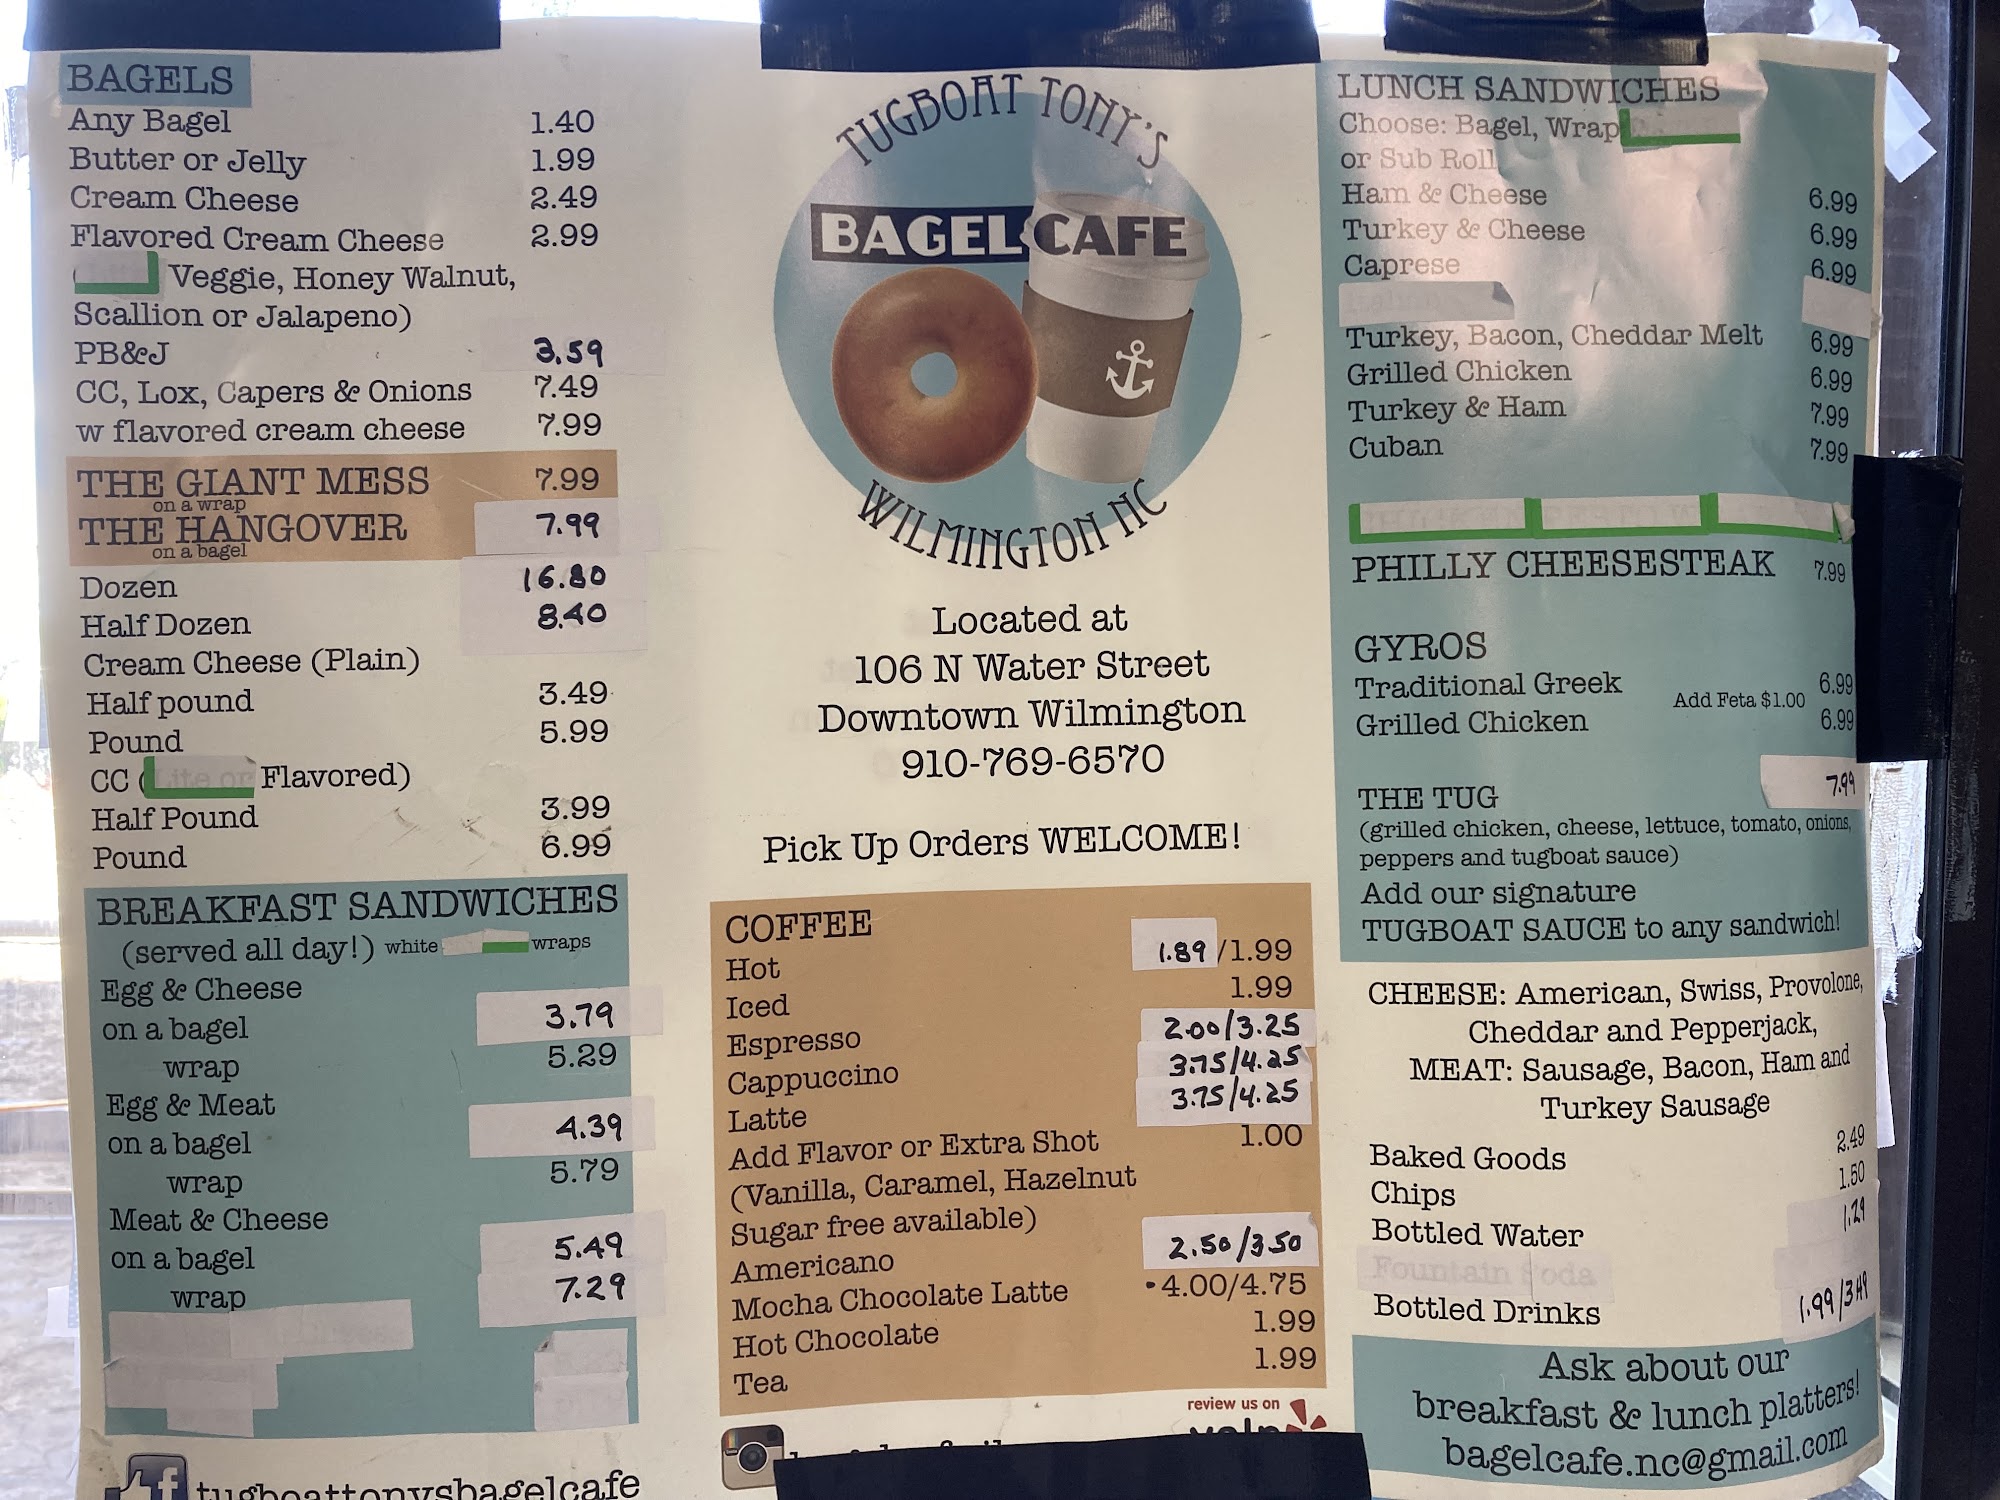 BAGELS
Any Bagel 1.40
Butter or Jelly 1.99
Cream Cheese 2.49
Flavored Cream Cheese 2.99
( Veggie, Honey Walnut,
Scallion or Jalapeno)
PB&J 3.59
CC, Lox, Capers & Onions 7.49
w flavored cream cheese 7.99
THE GIANT MESS 7.99
on a wrap
THE HANGOVER 7.99
on a bagel
Dozen 16.80
Half Dozen 8.40
Cream Cheese (Plain)
Half pound 3.49
Pound 5.99
CC (Lite or Flavored)
Half Pound 3.99
Pound 6.99
BREAKFAST SANDWICHES
(served all day!) white wraps
Egg & Cheese
on a bagel 3.79
wrap 5.29
Egg & Meat
on a bagel 4.39
wrap 5.79
Meat & Cheese
on a bagel 5.49
wrap 7.29
tugboattonysbagelcafe
TUGBOAT TONY'S
BAGEL CAFE
WILMINGTON NC
Located at
106 N Water Street
Downtown Wilmington
910-769-6570
Pick Up Orders WELCOME!
COFFEE
Hot 1.89/1.99
Iced 1.99
Espresso 2.00/3.25
Cappuccino 3.75/4.25
Latte 3.75/4.25
Add Flavor or Extra Shot 1.00
(Vanilla, Caramel, Hazelnut
Sugar free available)
Americano 2.50/3.50
Mocha Chocolate Latte 4.00/4.75
Hot Chocolate 1.99
Tea 1.99
review us on
yelp
LUNCH SANDWICHES
Choose: Bagel, Wrap
or Sub Roll
Ham & Cheese 6.99
Turkey & Cheese 6.99
Caprese 6.99
Turkey, Bacon, Cheddar Melt 6.99
Grilled Chicken 6.99
Turkey & Ham 7.99
Cuban 7.99
PHILLY CHEESESTEAK 7.99
GYROS
Traditional Greek 6.99
Add Feta $1.00
Grilled Chicken 6.99
THE TUG 7.99
(grilled chicken, cheese, lettuce, tomato, onions,
peppers and tugboat sauce)
Add our signature
TUGBOAT SAUCE to any sandwich!
CHEESE: American, Swiss, Provolone,
Cheddar and Pepperjack,
MEAT: Sausage, Bacon, Ham and
Turkey Sausage
Baked Goods 2.49
Chips 1.50
Bottled Water 1.29
Fountain Soda
Bottled Drinks 1.99/3.49
Ask about our
breakfast & lunch platters!
bagelcafe.nc@gmail.com